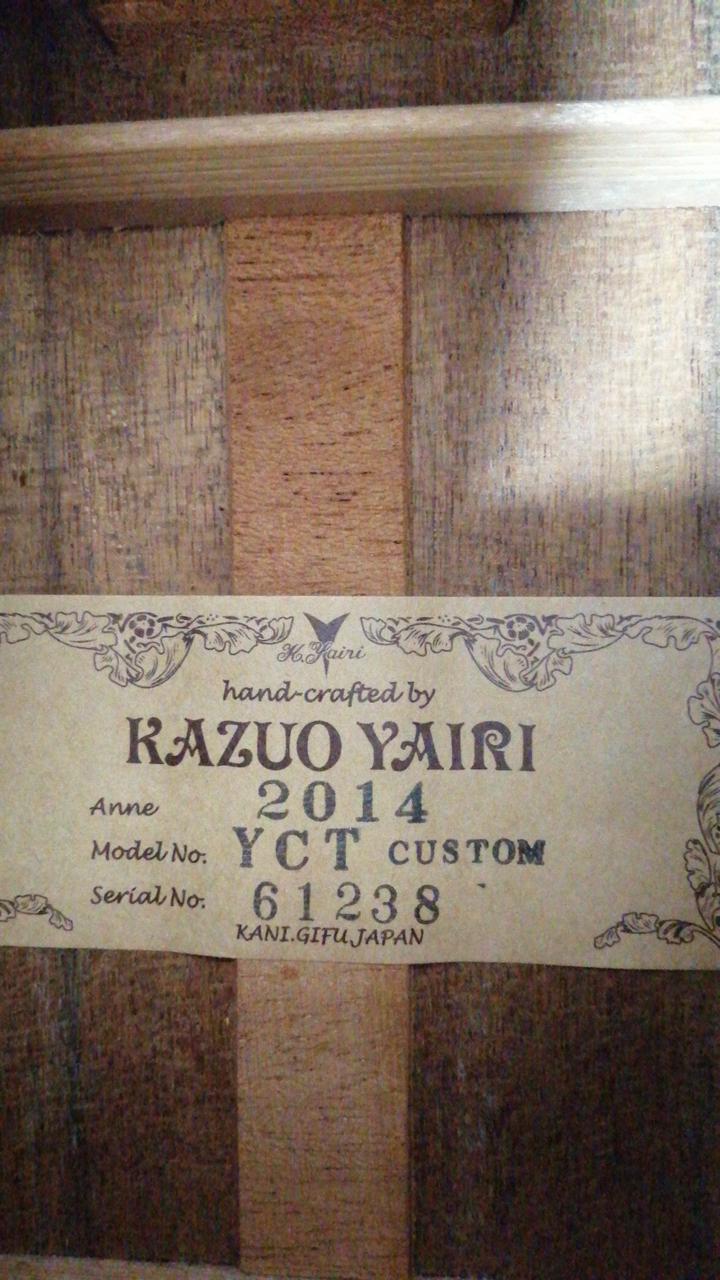 K.Yairi
hand-crafted by
KAZUO YAIRI
Anne 2014
Model No. YCT CUSTOM
Serial No. 61238
KANI.GIFU.JAPAN